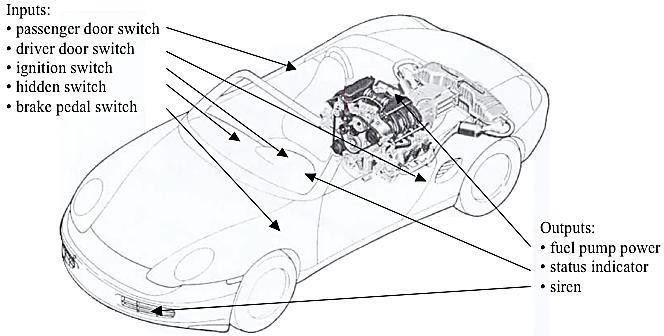 Inputs:
• passenger door switch
• driver door switch
• ignition switch
• hidden switch
• brake pedal switch
Outputs:
• fuel pump power
• status indicator
• siren